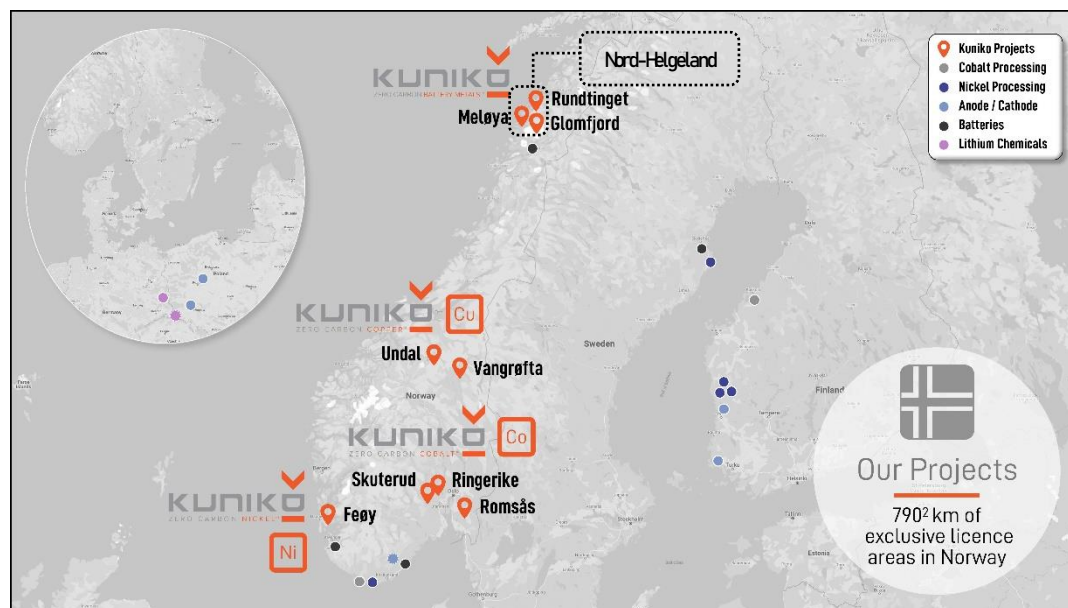 KUNIKO
ZERO CARBON BATTERY METALS
Nord-Helgeland
Rundtinget
Meløya
Glomfjord
Kuniko Projects
Cobalt Processing
Nickel Processing
Anode / Cathode
Batteries
Lithium Chemicals
KUNIKO
ZERO CARBON COPPER
Cu
Undal
Vangrøfta
Sweden
Norway
Finland
KUNIKO
ZERO CARBON COBALT
Co
Skuterud
Ringerike
Romsås
KUNIKO
ZERO CARBON NICKEL
Feøy
Ni
Our Projects
790² km of
exclusive licence
areas in Norway
Estonia